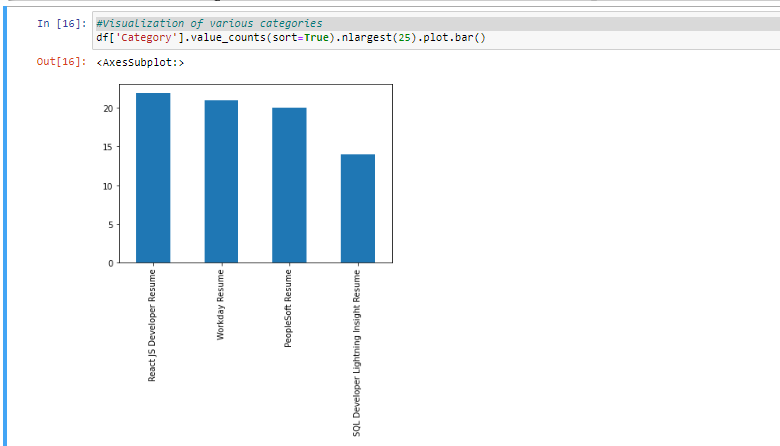 In [16]: #Visualization of various categories
df['Category'].value_counts(sort=True).nlargest(25).plot.bar()
Out[16]: <AxesSubplot:>
20
15
10
5
0
React JS Developer Resume
Workday Resume
PeopleSoft Resume
SQL Developer Lightning Insight Resume